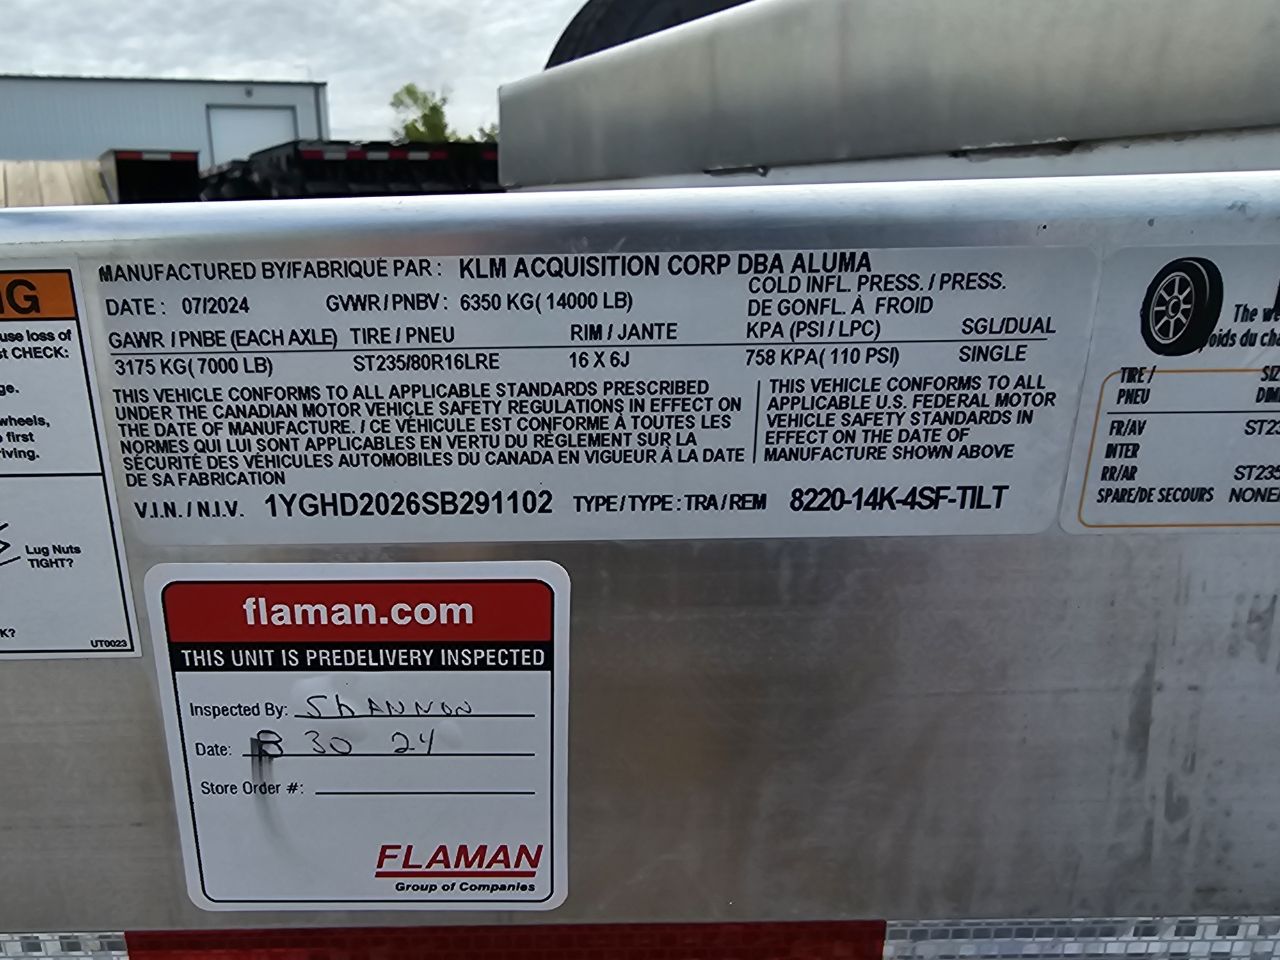 MANUFACTURED BY/FABRIQUÉ PAR : KLM ACQUISITION CORP DBA ALUMA
DATE : 07/2024 GVWR / PNBV : 6350 KG( 14000 LB)
COLD INFL. PRESS. / PRESS.
DE GONFL. À FROID
GAWR / PNBE (EACH AXLE) TIRE / PNEU RIM / JANTE KPA (PSI / LPC) SGL/DUAL
3175 KG( 7000 LB) ST235/80R16LRE 16 X 6J 758 KPA( 110 PSI) SINGLE
THIS VEHICLE CONFORMS TO ALL APPLICABLE STANDARDS PRESCRIBED
UNDER THE CANADIAN MOTOR VEHICLE SAFETY REGULATIONS IN EFFECT ON
THE DATE OF MANUFACTURE. / CE VÉHICULE EST CONFORME À TOUTES LES
NORMES QUI LUI SONT APPLICABLES EN VERTU DU RÈGLEMENT SUR LA
SÉCURITÉ DES VÉHICULES AUTOMOBILES DU CANADA EN VIGUEUR À LA DATE
DE SA FABRICATION
THIS VEHICLE CONFORMS TO ALL
APPLICABLE U.S. FEDERAL MOTOR
VEHICLE SAFETY STANDARDS IN
EFFECT ON THE DATE OF
MANUFACTURE SHOWN ABOVE
V.I.N. / N.I.V. 1YGHD2026SB291102 TYPE / TYPE : TRA / REM 8220-14K-4SF-TILT
loss of
CHECK:
wheels,
first
Lug Nuts
TIGHT?
UT0023
The
du
TIRE /
PNEU
FR/AV
INTER
RR/AR
SPARE/DE SECOURS NONE
flaman.com
THIS UNIT IS PREDELIVERY INSPECTED
Inspected By: ShANNON
Date: 8 30 24
Store Order #:
FLAMAN
Group of Companies